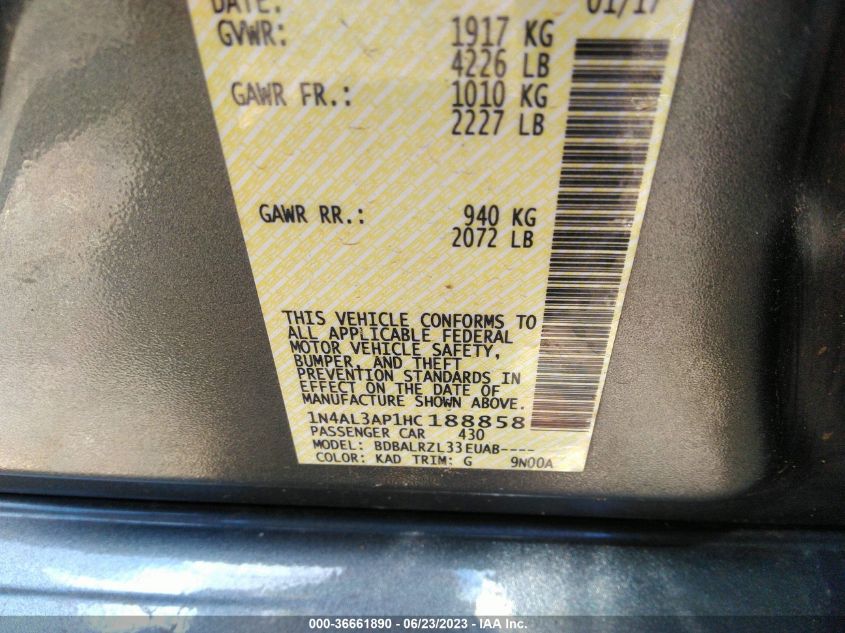 DATE: 01/17
GVWR: 1917 KG
4226 LB
GAWR FR.: 1010 KG
2227 LB
GAWR RR.: 940 KG
2072 LB
THIS VEHICLE CONFORMS TO
ALL APPLICABLE FEDERAL
MOTOR VEHICLE SAFETY,
BUMPER, AND THEFT
PREVENTION STANDARDS IN
EFFECT ON THE DATE OF
MANUFACTURE SHOWN ABOVE.
1N4AL3AP1HC188858
PASSENGER CAR 430
MODEL: BDBALRZL33EUAB----
COLOR: KAD TRIM: G 9N00A
000-36661890 - 06/23/2023 - IAA Inc.